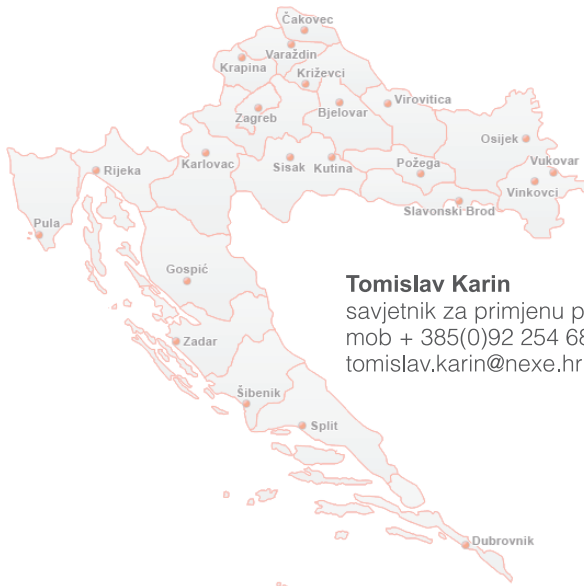 Čakovec
Varaždin
Krapina
Križevci
Virovitica
Zagreb
Bjelovar
Osijek
Karlovac
Sisak
Kutina
Požega
Vukovar
Rijeka
Vinkovci
Slavonski Brod
Pula
Gospić
Tomislav Karin
savjetnik za primjenu p
mob + 385(0)92 254 68
tomislav.karin@nexe.hr
Zadar
Šibenik
Split
Dubrovnik